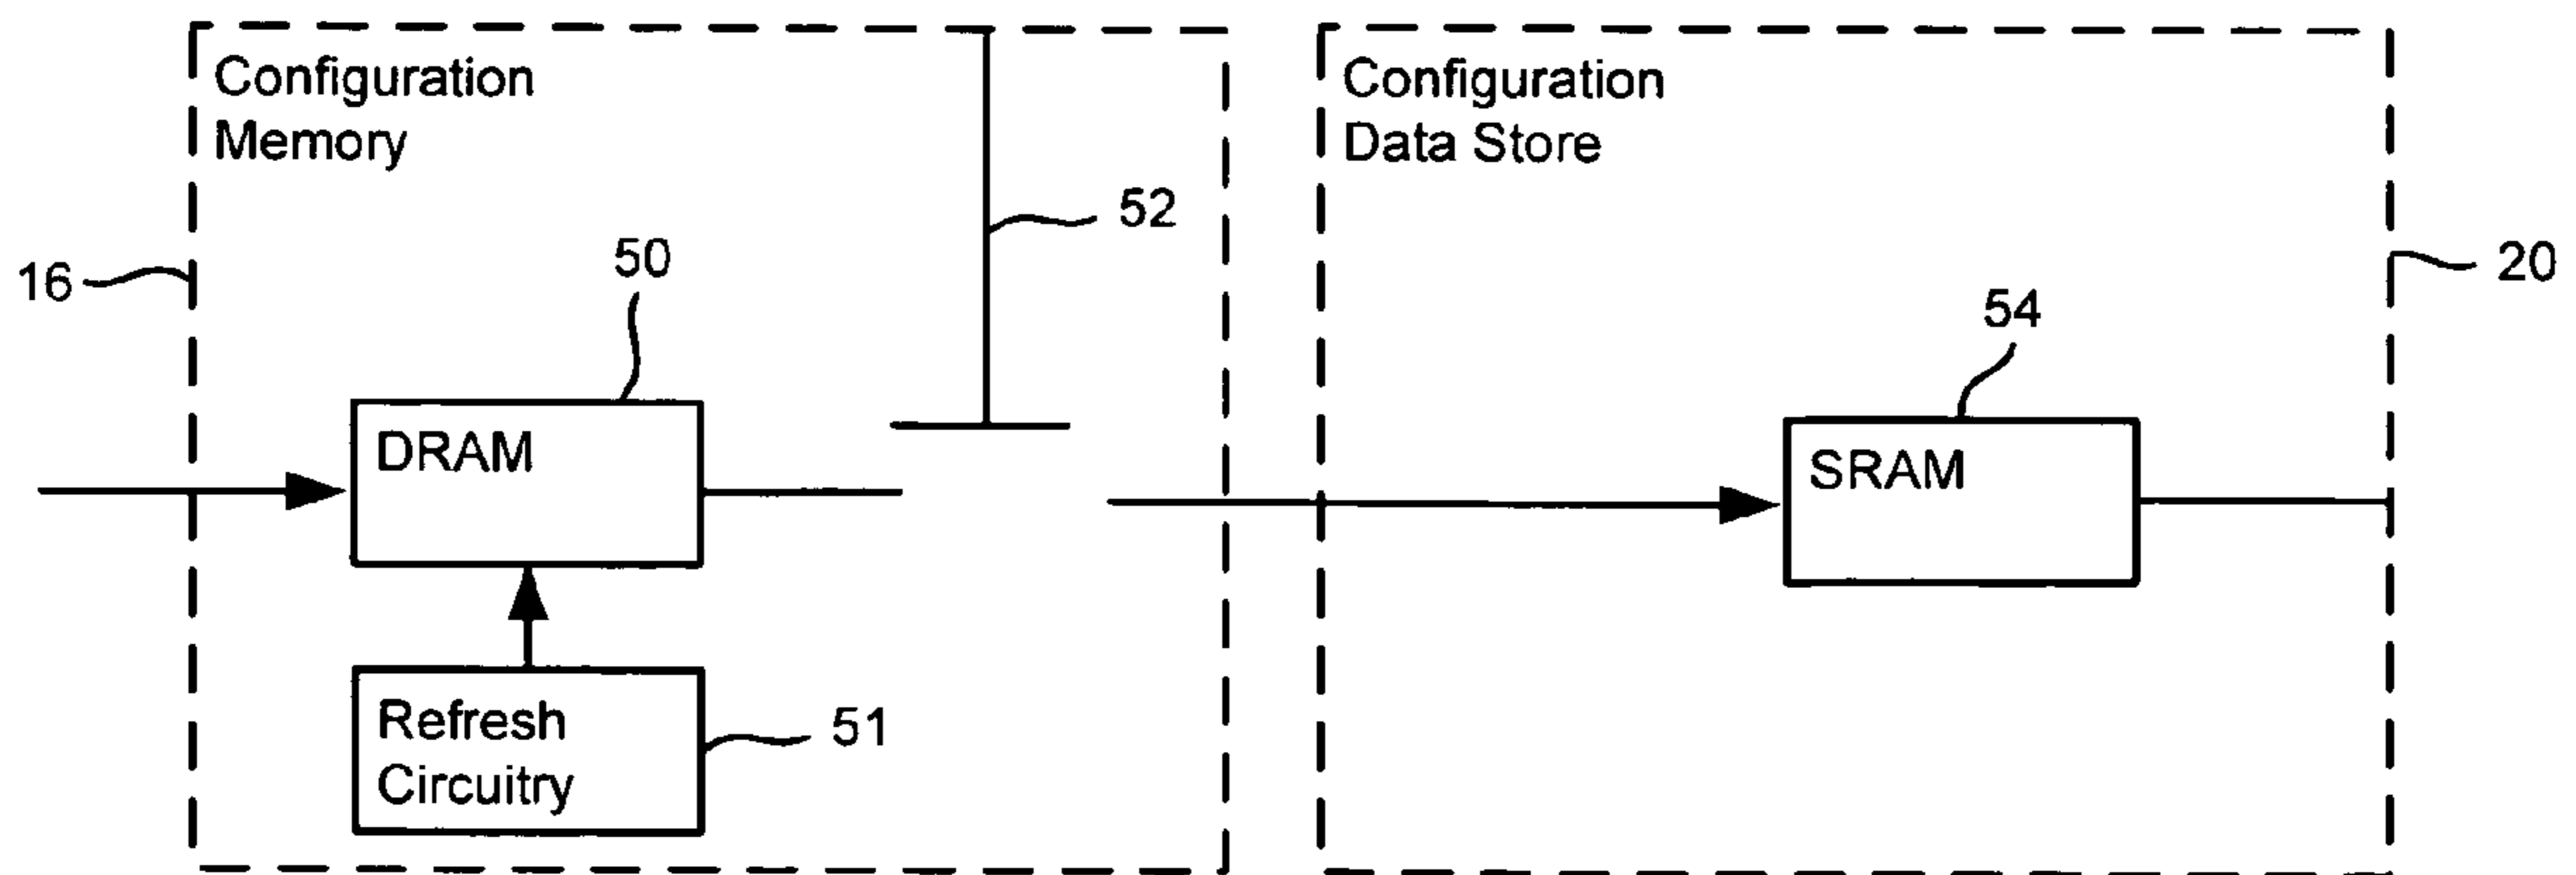 Configuration
Memory
Configuration
Data Store
52
16
50
20
54
DRAM
SRAM
Refresh
Circuitry
51